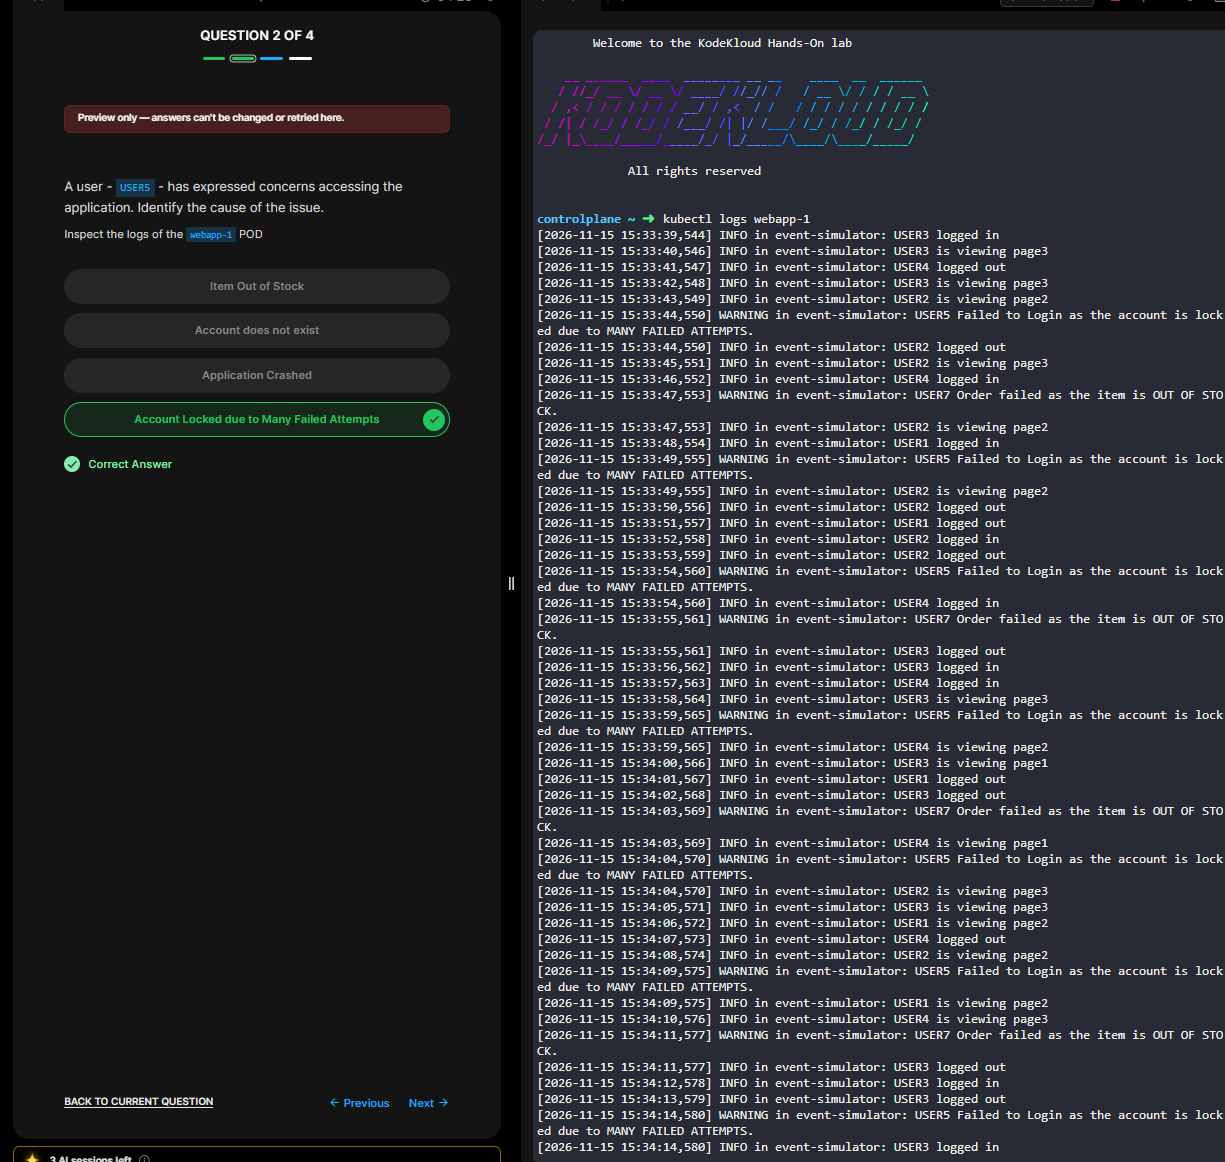 QUESTION 2 OF 4
Preview only — answers can't be changed or retried here.
A user - USER5 - has expressed concerns accessing the
application. Identify the cause of the issue.
Inspect the logs of the webapp-1 POD
Item Out of Stock
Account does not exist
Application Crashed
Account Locked due to Many Failed Attempts
Correct Answer
BACK TO CURRENT QUESTION
← Previous
Next →
3 AI sessions left
Welcome to the KodeKloud Hands-On lab
All rights reserved
controlplane ~ ➜ kubectl logs webapp-1
[2026-11-15 15:33:39,544] INFO in event-simulator: USER3 logged in
[2026-11-15 15:33:40,546] INFO in event-simulator: USER3 is viewing page3
[2026-11-15 15:33:41,547] INFO in event-simulator: USER4 logged out
[2026-11-15 15:33:42,548] INFO in event-simulator: USER3 is viewing page3
[2026-11-15 15:33:43,549] INFO in event-simulator: USER2 is viewing page2
[2026-11-15 15:33:44,550] WARNING in event-simulator: USER5 Failed to Login as the account is lock
ed due to MANY FAILED ATTEMPTS.
[2026-11-15 15:33:44,550] INFO in event-simulator: USER2 logged out
[2026-11-15 15:33:45,551] INFO in event-simulator: USER2 is viewing page3
[2026-11-15 15:33:46,552] INFO in event-simulator: USER4 logged in
[2026-11-15 15:33:47,553] WARNING in event-simulator: USER7 Order failed as the item is OUT OF STO
CK.
[2026-11-15 15:33:47,553] INFO in event-simulator: USER2 is viewing page2
[2026-11-15 15:33:48,554] INFO in event-simulator: USER1 logged in
[2026-11-15 15:33:49,555] WARNING in event-simulator: USER5 Failed to Login as the account is lock
ed due to MANY FAILED ATTEMPTS.
[2026-11-15 15:33:49,555] INFO in event-simulator: USER2 is viewing page2
[2026-11-15 15:33:50,556] INFO in event-simulator: USER2 logged out
[2026-11-15 15:33:51,557] INFO in event-simulator: USER1 logged out
[2026-11-15 15:33:52,558] INFO in event-simulator: USER2 logged in
[2026-11-15 15:33:53,559] INFO in event-simulator: USER2 logged out
[2026-11-15 15:33:54,560] WARNING in event-simulator: USER5 Failed to Login as the account is lock
ed due to MANY FAILED ATTEMPTS.
[2026-11-15 15:33:54,560] INFO in event-simulator: USER4 logged in
[2026-11-15 15:33:55,561] WARNING in event-simulator: USER7 Order failed as the item is OUT OF STO
CK.
[2026-11-15 15:33:55,561] INFO in event-simulator: USER3 logged out
[2026-11-15 15:33:56,562] INFO in event-simulator: USER3 logged in
[2026-11-15 15:33:57,563] INFO in event-simulator: USER4 logged in
[2026-11-15 15:33:58,564] INFO in event-simulator: USER3 is viewing page3
[2026-11-15 15:33:59,565] WARNING in event-simulator: USER5 Failed to Login as the account is lock
ed due to MANY FAILED ATTEMPTS.
[2026-11-15 15:33:59,565] INFO in event-simulator: USER4 is viewing page2
[2026-11-15 15:34:00,566] INFO in event-simulator: USER3 is viewing page1
[2026-11-15 15:34:01,567] INFO in event-simulator: USER1 logged out
[2026-11-15 15:34:02,568] INFO in event-simulator: USER3 logged out
[2026-11-15 15:34:03,569] WARNING in event-simulator: USER7 Order failed as the item is OUT OF STO
CK.
[2026-11-15 15:34:03,569] INFO in event-simulator: USER4 is viewing page1
[2026-11-15 15:34:04,570] WARNING in event-simulator: USER5 Failed to Login as the account is lock
ed due to MANY FAILED ATTEMPTS.
[2026-11-15 15:34:04,570] INFO in event-simulator: USER2 is viewing page3
[2026-11-15 15:34:05,571] INFO in event-simulator: USER3 is viewing page3
[2026-11-15 15:34:06,572] INFO in event-simulator: USER1 is viewing page2
[2026-11-15 15:34:07,573] INFO in event-simulator: USER4 logged out
[2026-11-15 15:34:08,574] INFO in event-simulator: USER2 is viewing page2
[2026-11-15 15:34:09,575] WARNING in event-simulator: USER5 Failed to Login as the account is lock
ed due to MANY FAILED ATTEMPTS.
[2026-11-15 15:34:09,575] INFO in event-simulator: USER1 is viewing page2
[2026-11-15 15:34:10,576] INFO in event-simulator: USER4 is viewing page3
[2026-11-15 15:34:11,577] WARNING in event-simulator: USER7 Order failed as the item is OUT OF STO
CK.
[2026-11-15 15:34:11,577] INFO in event-simulator: USER3 logged out
[2026-11-15 15:34:12,578] INFO in event-simulator: USER3 logged in
[2026-11-15 15:34:13,579] INFO in event-simulator: USER3 logged out
[2026-11-15 15:34:14,580] WARNING in event-simulator: USER5 Failed to Login as the account is lock
ed due to MANY FAILED ATTEMPTS.
[2026-11-15 15:34:14,580] INFO in event-simulator: USER3 logged in